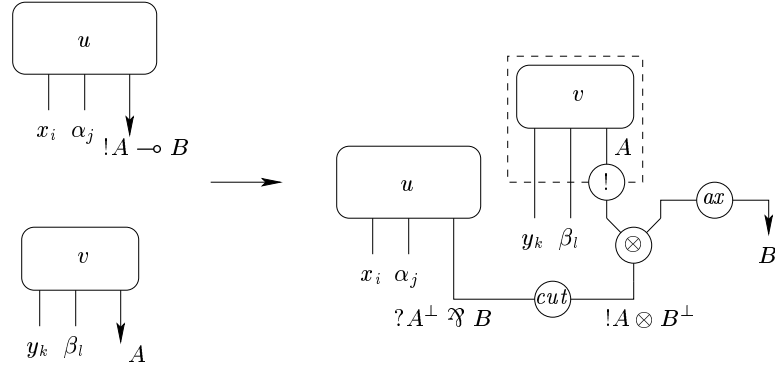 u
x_i α_j
!A ⊸ B
v
y_k β_l
A
u
x_i α_j
?A^⊥ ⅋ B
v
A
!
y_k β_l
⊗
ax
B
cut
!A ⊗ B^⊥